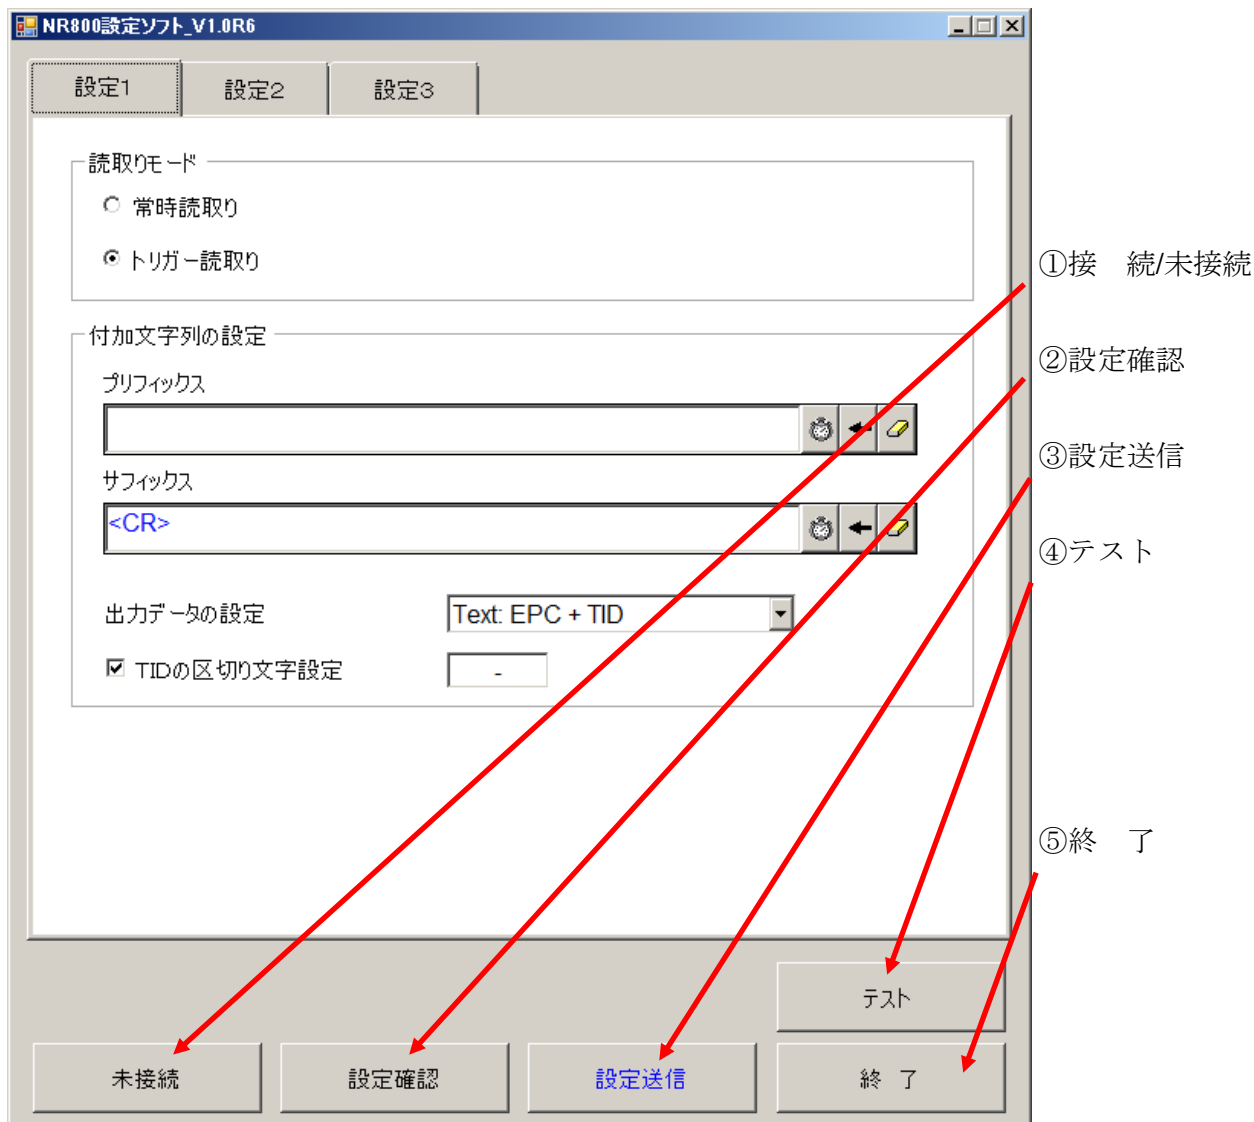 NR800設定ソフト_V1.0R6
設定1
設定2
設定3
読取りモード
常時読取り
トリガー読取り
付加文字列の設定
プリフィックス
サフィックス
<CR>
出力データの設定
Text: EPC + TID
TIDの区切り文字設定
-
テスト
未接続
設定確認
設定送信
終 了
①接　続/未接続
②設定確認
③設定送信
④テスト
⑤終　了